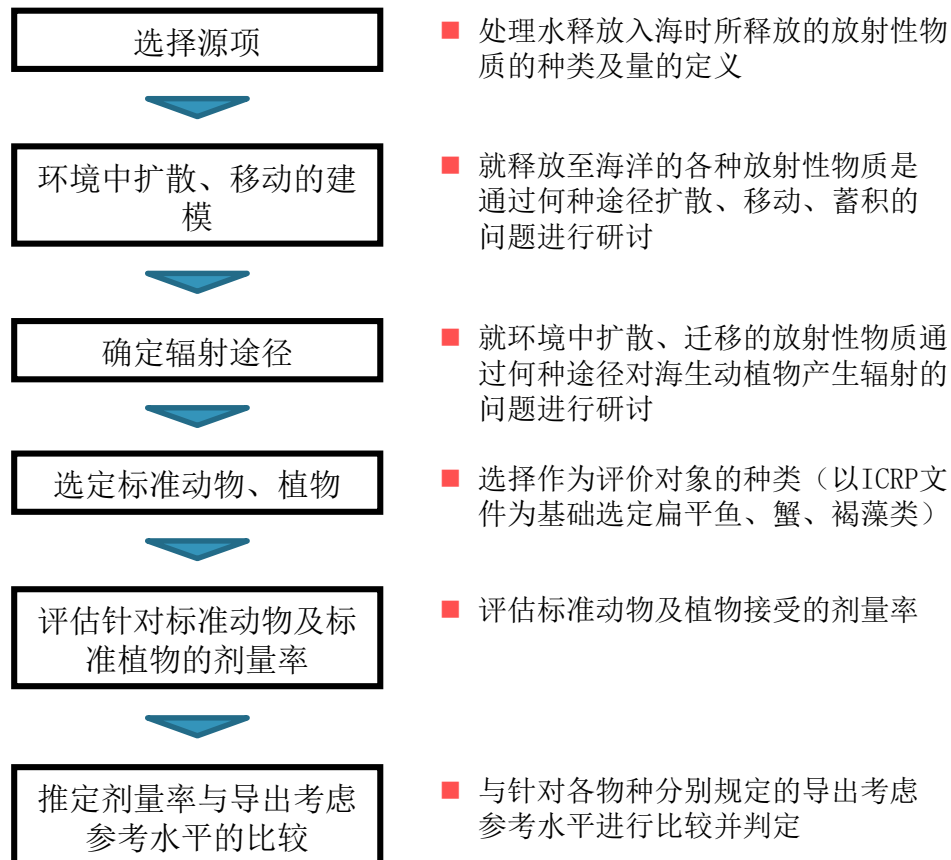 选择源项
■ 处理水释放入海时所释放的放射性物
质的种类及量的定义
环境中扩散、移动的建
模
■ 就释放至海洋的各种放射性物质是
通过何种途径扩散、移动、蓄积的
问题进行研讨
确定辐射途径
■ 就环境中扩散、迁移的放射性物质通
过何种途径对海生动植物产生辐射的
问题进行研讨
选定标准动物、植物
■ 选择作为评价对象的种类（以ICRP文
件为基础选定扁平鱼、蟹、褐藻类）
评估针对标准动物及标
准植物的剂量率
■ 评估标准动物及植物接受的剂量率
推定剂量率与导出考虑
参考水平的比较
■ 与针对各物种分别规定的导出考虑
参考水平进行比较并判定